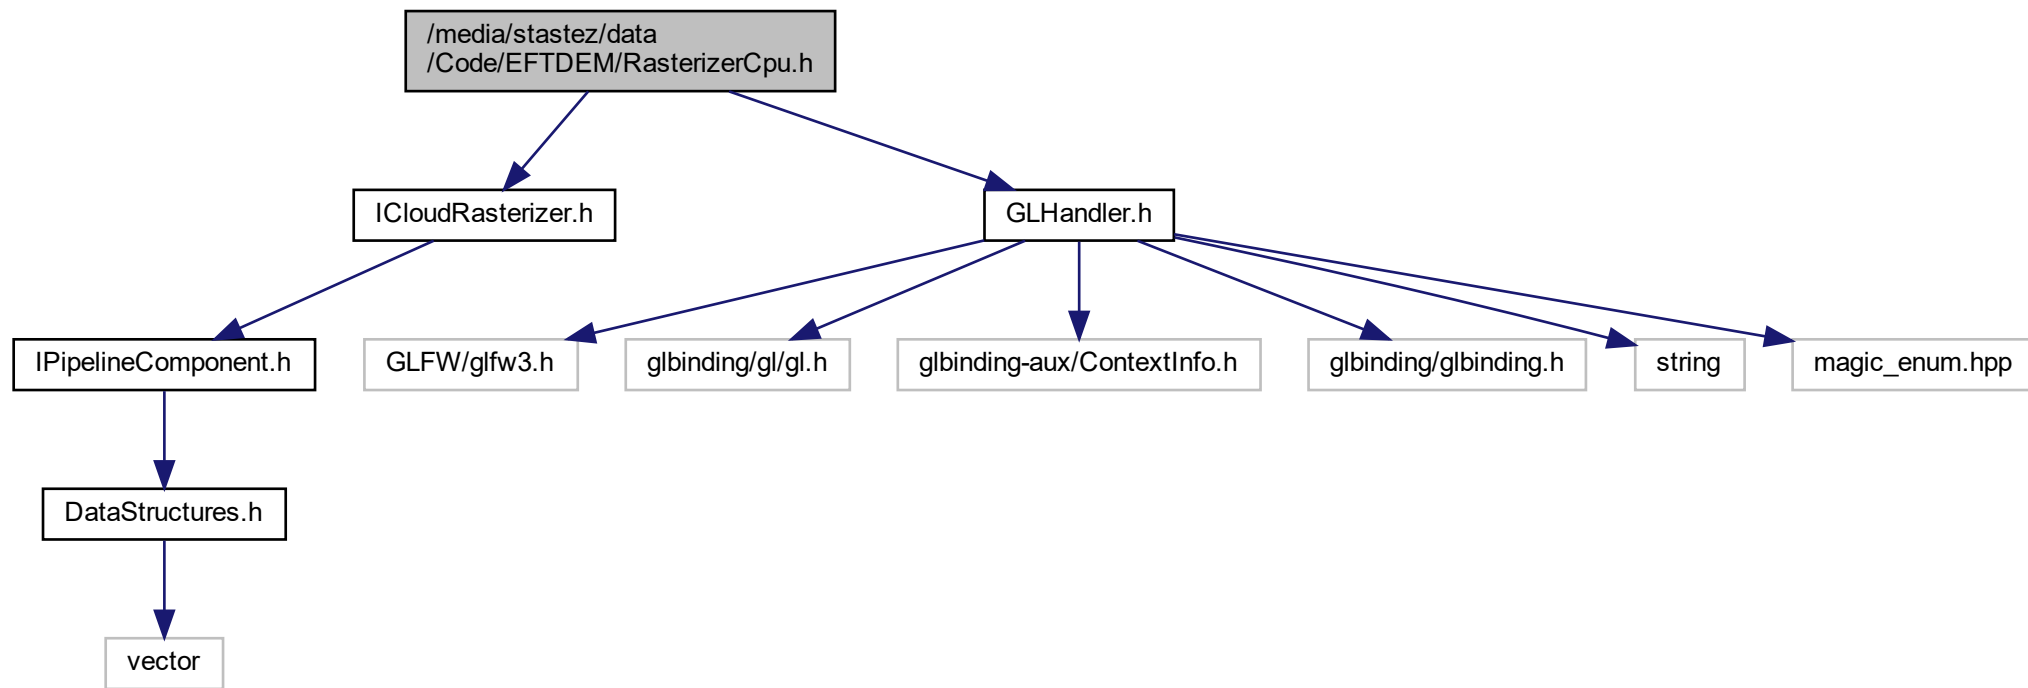 /media/stastez/data
/Code/EFTDEM/RasterizerCpu.h
ICloudRasterizer.h
GLHandler.h
IPipelineComponent.h
GLFW/glfw3.h
glbinding/gl/gl.h
glbinding-aux/ContextInfo.h
glbinding/glbinding.h
string
magic_enum.hpp
DataStructures.h
vector